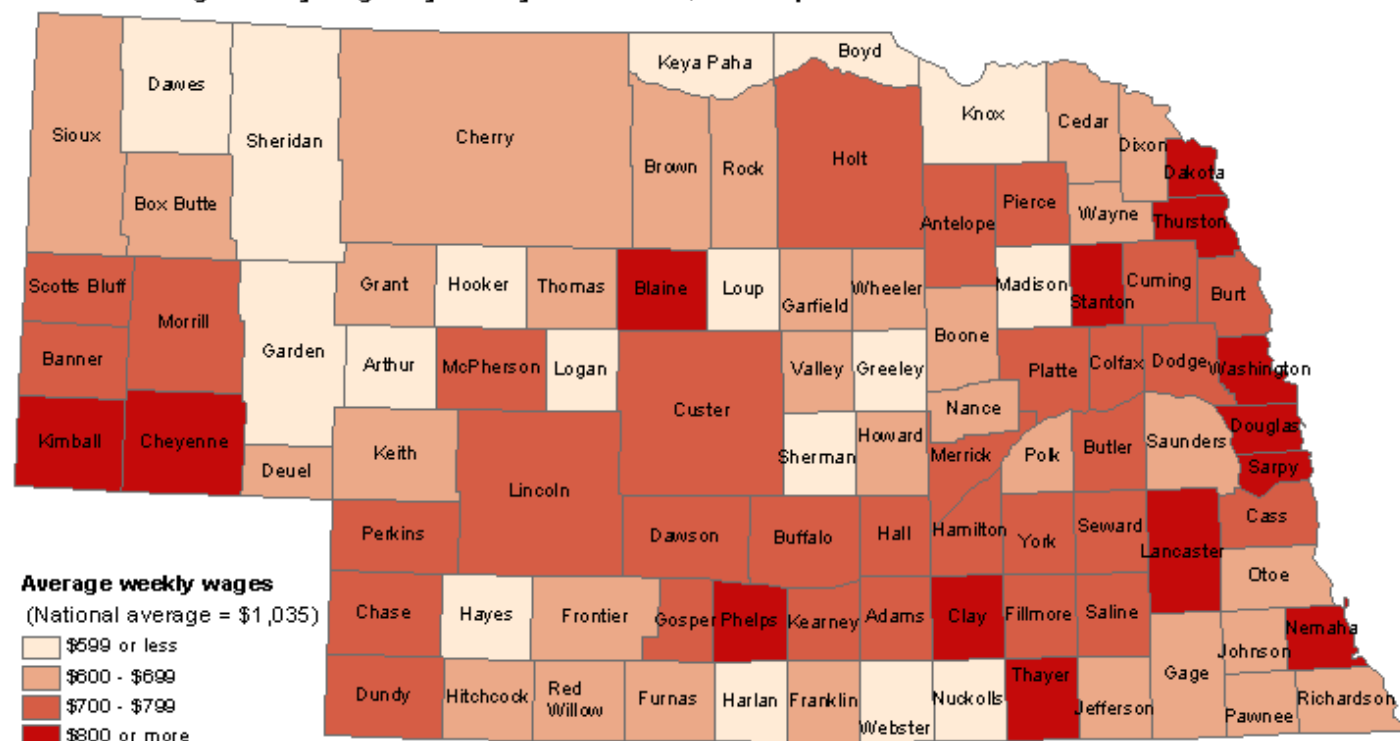 Keya Paha
Boyd
Dawes
Knox
Cedar
Sioux
Sheridan
Cherry
Dixon
Brown
Rock
Holt
Dakota
Box Butte
Pierce
Wayne
Antelope
Thurston
Scotts Bluff
Grant
Hooker
Thomas
Blaine
Loup
Garfield
Wheeler
Madison
Stanton
Cuming
Burt
Morrill
Boone
Garden
Banner
Arthur
McPherson
Logan
Valley
Greeley
Platte
Colfax
Dodge
Washington
Custer
Nance
Kimball
Cheyenne
Keith
Howard
Sherman
Merrick
Polk
Butler
Saunders
Douglas
Deuel
Sarpy
Lincoln
Perkins
Dawson
Buffalo
Hall
Hamilton
York
Seward
Cass
Lancaster
Otoe
Average weekly wages
(National average = $1,035)
Chase
Hayes
Frontier
Gosper
Phelps
Kearney
Adams
Clay
Fillmore
Saline
Nemaha
Johnson
$599 or less
$600 - $699
$700 - $799
$800 or more
Dundy
Hitchcock
Red
Willow
Furnas
Harlan
Franklin
Webster
Nuckolls
Thayer
Jefferson
Gage
Pawnee
Richardson